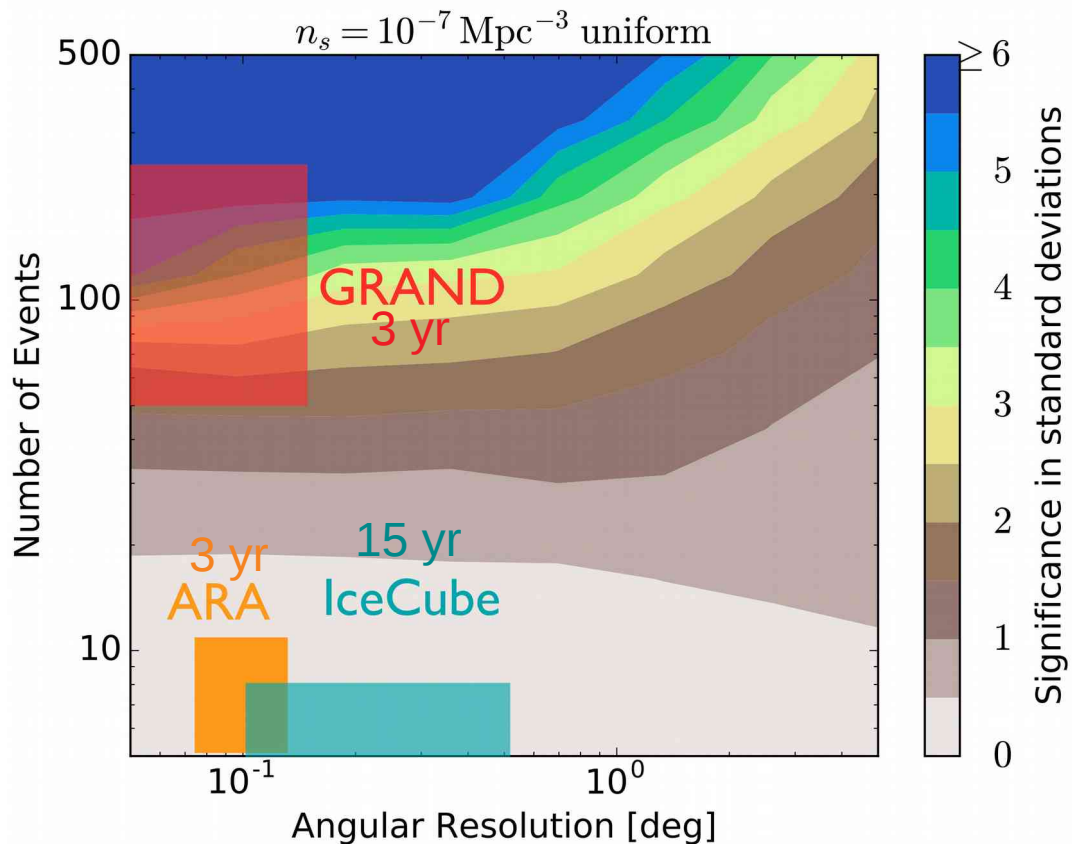 n_s = 10^{-7} Mpc^{-3} uniform
500
100
10
Number of Events
GRAND
3 yr
3 yr
ARA
15 yr
IceCube
10^{-1}
10^0
Angular Resolution [deg]
≥6
5
4
3
2
1
0
Significance in standard deviations